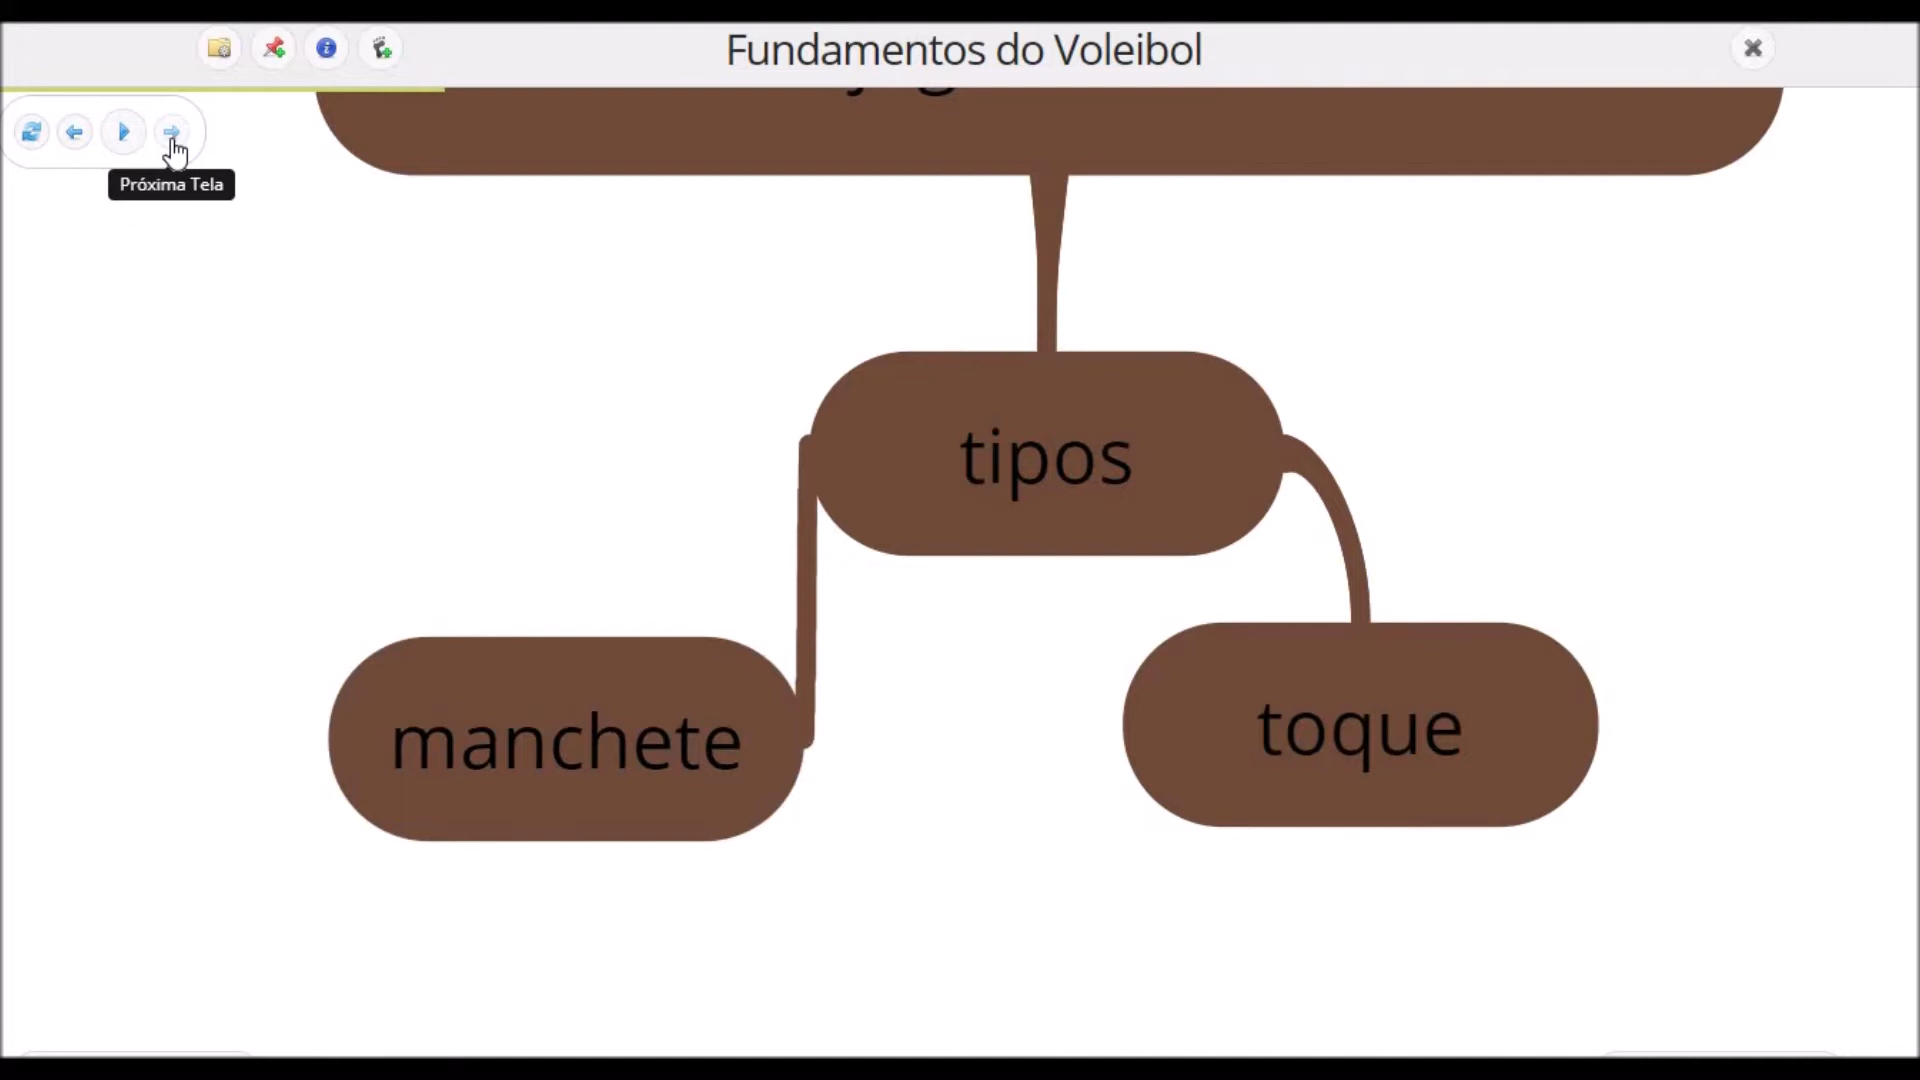 Fundamentos do Voleibol
Próxima Tela
tipos
manchete
toque